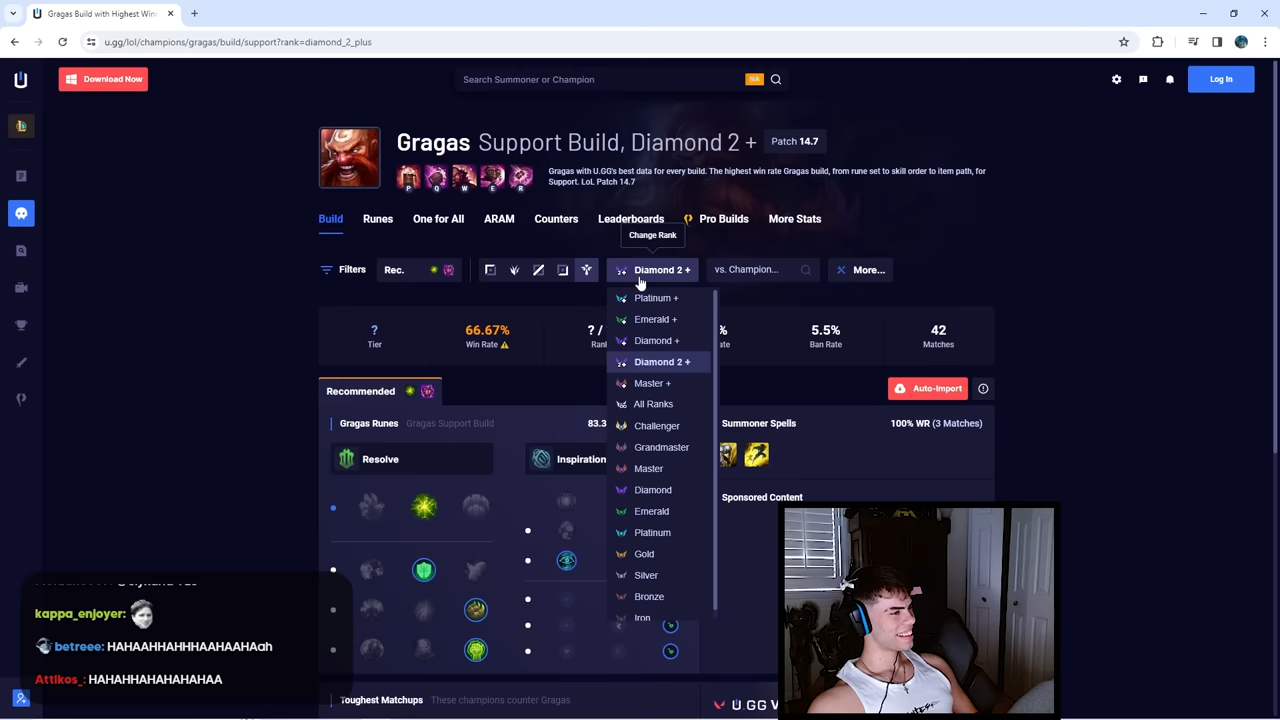 Gragas Build with Highest Winr
u.gg/lol/champions/gragas/build/support?rank=diamond_2_plus
Download Now
Search Summoner or Champion
NA
Log In
Gragas Support Build, Diamond 2 +
Patch 14.7
P Q W E R
Gragas with U.GG's best data for every build. The highest win rate Gragas build, from rune set to skill order to item path, for
Support. LoL Patch 14.7
Build Runes One for All ARAM Counters Leaderboards Pro Builds More Stats
Change Rank
Filters Rec. Diamond 2 + vs. Champion... More...
Platinum +
Emerald +
Diamond +
Diamond 2 +
Master +
All Ranks
Challenger
Grandmaster
Master
Diamond
Emerald
Platinum
Gold
Silver
Bronze
Iron
?
Tier
66.67%
Win Rate
? /
5.5%
Ban Rate
42
Matches
Recommended
Auto-Import
Gragas Runes Gragas Support Build 83.3
Summoner Spells 100% WR (3 Matches)
Resolve
Inspiration
Sponsored Content
kappa_enjoyer:
betreee: HAHAAHHAHHHAAHAAHAah
Attikos_: HAHAHHAHAHAHAHAA
Toughest Matchups These champions counter Gragas
U.GG V